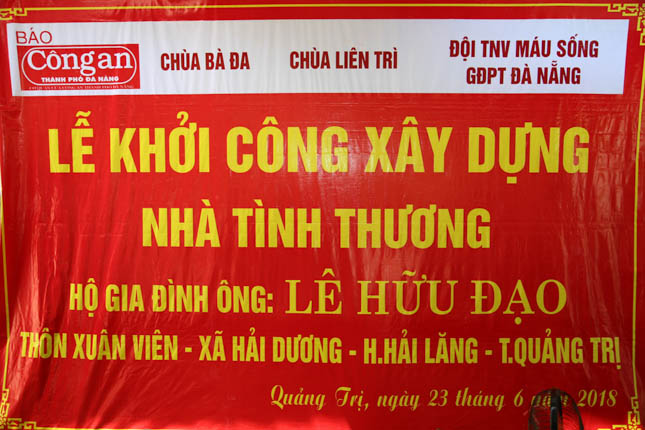 BÁO
Công an
THÀNH PHỐ ĐÀ NẴNG
CHÙA BÀ ĐA
CHÙA LIÊN TRÌ
ĐỘI TNV MÁU SỐNG
GĐPT ĐÀ NẴNG
LỄ KHỞI CÔNG XÂY DỰNG
NHÀ TÌNH THƯƠNG
HỘ GIA ĐÌNH ÔNG: LÊ HỮU ĐẠO
THÔN XUÂN VIÊN - XÃ HẢI DƯƠNG - H.HẢI LĂNG - T.QUẢNG TRỊ
Quảng Trị, ngày 23 tháng 6 năm 2018